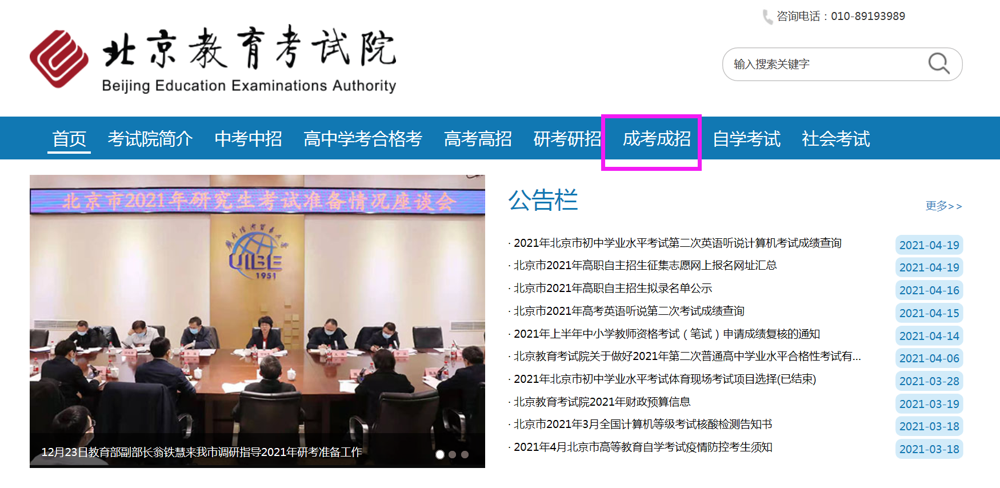 咨询电话：010-89193989
北京教育考试院
Beijing Education Examinations Authority
输入搜索关键字
首页 考试院简介 中考中招 高中学考合格考 高考高招 研考研招 成考成招 自学考试 社会考试
北京市2021年研究生考试准备情况座谈会
UIBE
1951
12月23日教育部副部长翁铁慧来我市调研指导2021年研考准备工作
公告栏
更多>>
· 2021年北京市初中学业水平考试第二次英语听说计算机考试成绩查询 2021-04-19
· 北京市2021年高职自主招生征集志愿网上报名网址汇总 2021-04-19
· 北京市2021年高职自主招生拟录名单公示 2021-04-16
· 北京市2021年高考英语听说第二次考试成绩查询 2021-04-15
· 2021年上半年中小学教师资格考试（笔试）申请成绩复核的通知 2021-04-14
· 北京教育考试院关于做好2021年第二次普通高中学业水平合格性考试有... 2021-04-06
· 2021年北京市初中学业水平考试体育现场考试项目选择(已结束) 2021-03-28
· 北京教育考试院2021年财政预算信息 2021-03-19
· 北京市2021年3月全国计算机等级考试核酸检测告知书 2021-03-18
· 2021年4月北京市高等教育自学考试疫情防控考生须知 2021-03-18